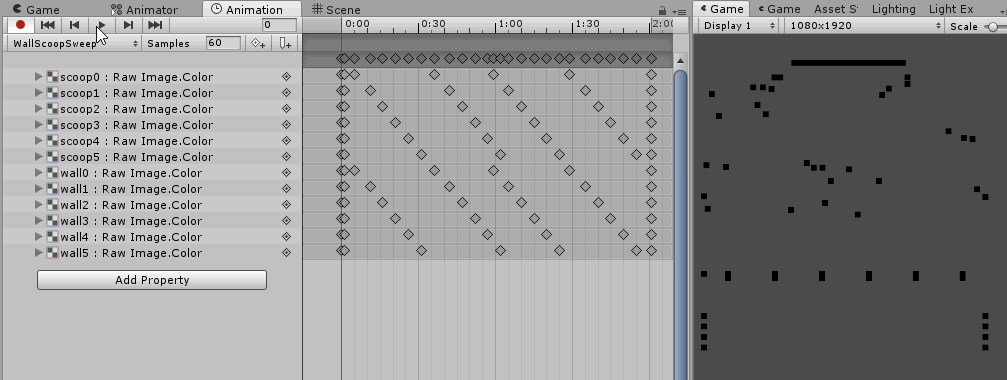 Game Animator Animation Scene
Game Game Asset S Lighting Light Ex
0
0:00 0:30 1:00 1:30 2:00
Display 1 1080x1920 Scale
WallScoopSweep Samples 60
scoop0 : Raw Image.Color
scoop1 : Raw Image.Color
scoop2 : Raw Image.Color
scoop3 : Raw Image.Color
scoop4 : Raw Image.Color
scoop5 : Raw Image.Color
wall0 : Raw Image.Color
wall1 : Raw Image.Color
wall2 : Raw Image.Color
wall3 : Raw Image.Color
wall4 : Raw Image.Color
wall5 : Raw Image.Color
Add Property